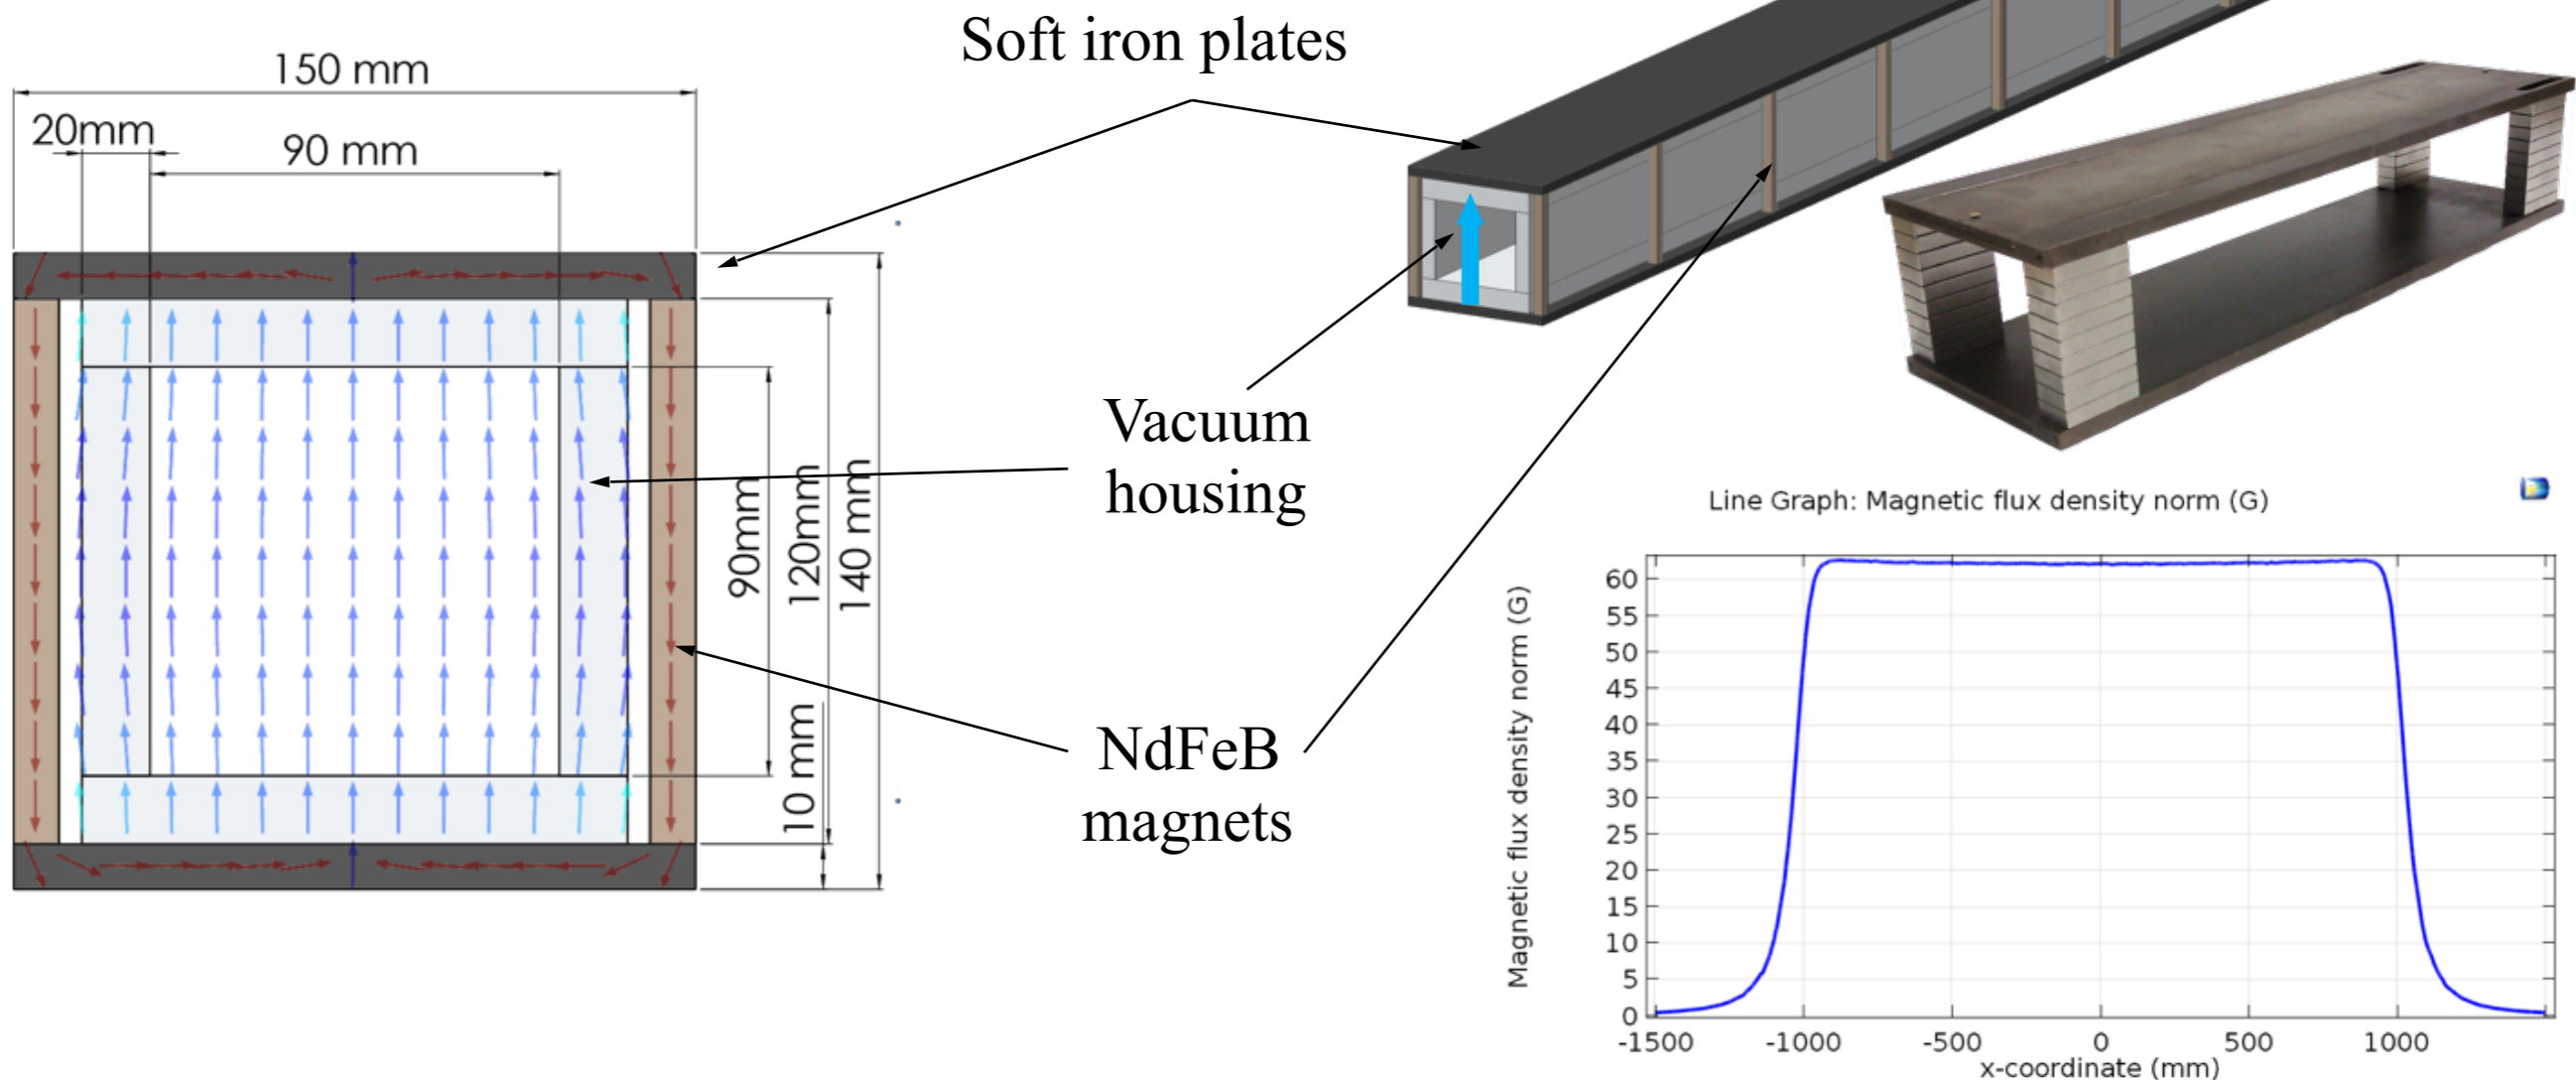 150 mm
20mm
90 mm
90mm
120mm
140 mm
10 mm
Soft iron plates
Vacuum
housing
NdFeB
magnets
Line Graph: Magnetic flux density norm (G)
Magnetic flux density norm (G)
60
55
50
45
40
35
30
25
20
15
10
5
0
-1500 -1000 -500 0 500 1000
x-coordinate (mm)